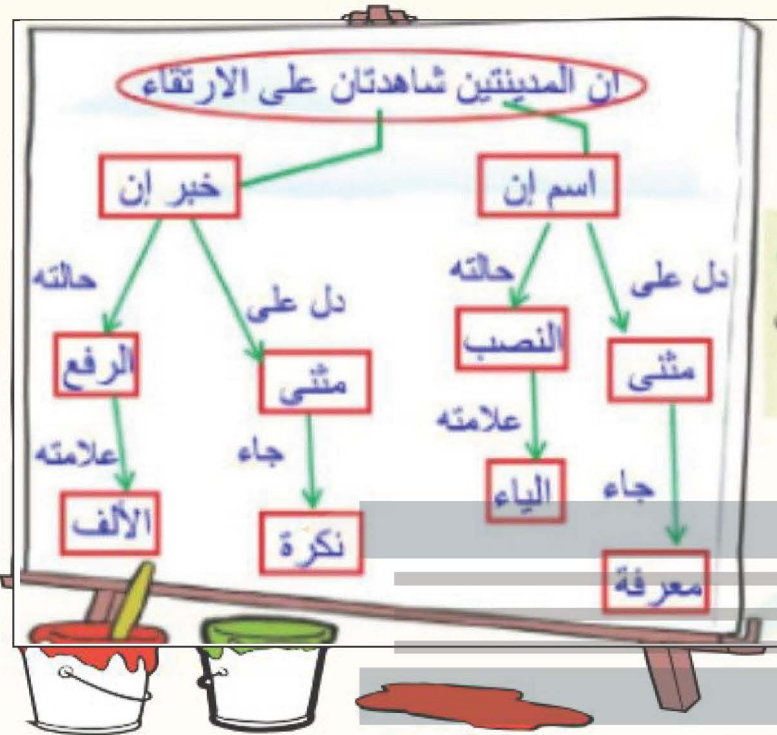 ان المدينتين شاهدتان على الارتقاء
اسم إن
خبر إن
دل على
حالته
دل على
حالته
مثنى
النصب
مثنى
الرفع
جاء
علامته
جاء
علامته
معرفة
الياء
نكرة
الألف